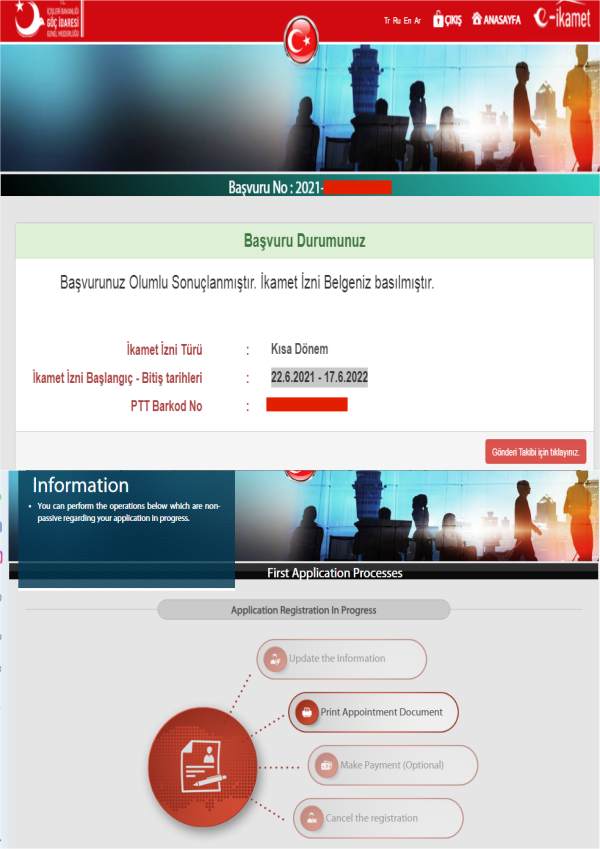 T.C.
İÇİŞLERİ BAKANLIĞI
GÖÇ İDARESİ
GENEL MÜDÜRLÜĞÜ
Tr Ru En Ar
ÇIKIŞ
ANASAYFA
e-ikamet
Başvuru No : 2021-
Başvuru Durumunuz
Başvurunuz Olumlu Sonuçlanmıştır. İkamet İzni Belgeniz basılmıştır.
İkamet İzni Türü : Kısa Dönem
İkamet İzni Başlangıç - Bitiş tarihleri : 22.6.2021 - 17.6.2022
PTT Barkod No :
Gönderi Takibi için tıklayınız.
Information
• You can perform the operations below which are non-
passive regarding your application in progress.
First Application Processes
Application Registration In Progress
Update the Information
Print Appointment Document
Make Payment (Optional)
Cancel the registration